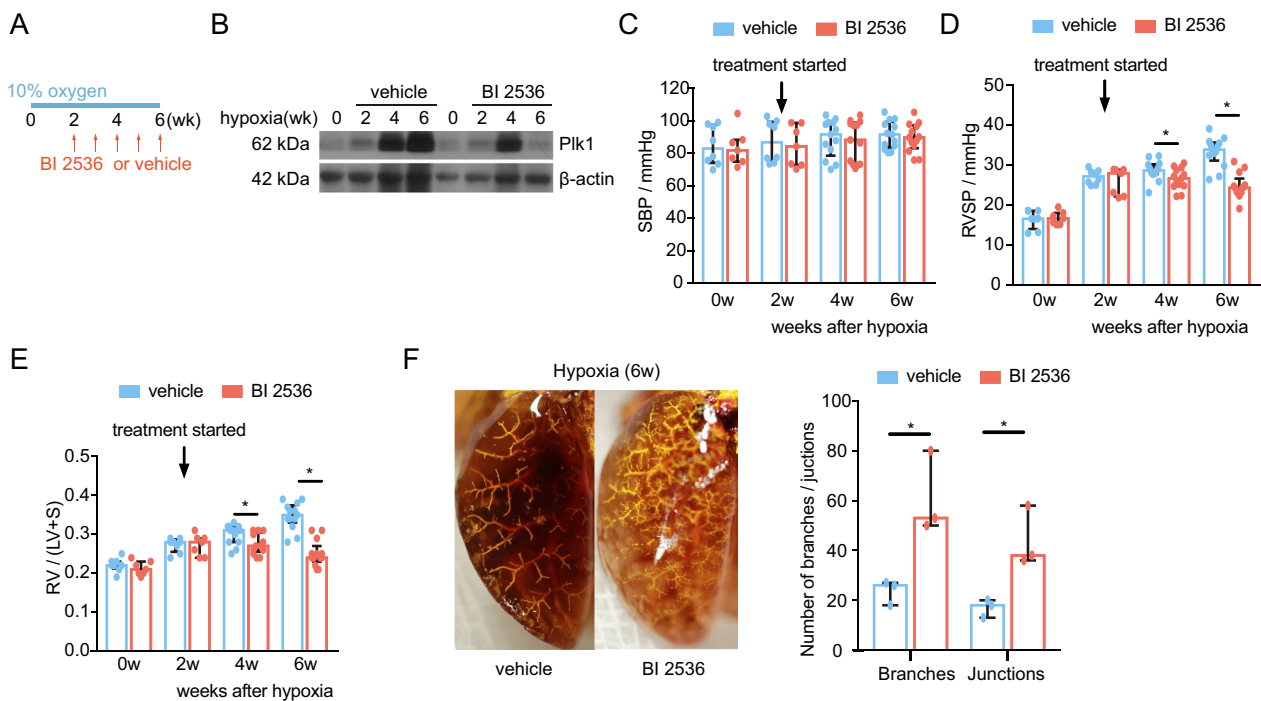 A
10% oxygen
0 2 4 6 (wk)
BI 2536 or vehicle
B
vehicle BI 2536
hypoxia(wk) 0 2 4 6 0 2 4 6
62 kDa Plk1
42 kDa β-actin
C
vehicle BI 2536
treatment started
SBP / mmHg
120
100
80
60
40
20
0
0w 2w 4w 6w
weeks after hypoxia
D
vehicle BI 2536
treatment started
RVSP / mmHg
50
40
30
20
10
0
* *
0w 2w 4w 6w
weeks after hypoxia
E
vehicle BI 2536
treatment started
RV / (LV+S)
0.5
0.4
0.3
0.2
0.1
0.0
* *
0w 2w 4w 6w
weeks after hypoxia
F
Hypoxia (6w)
vehicle BI 2536
vehicle BI 2536
Number of branches / juctions
100
80
60
40
20
0
* *
Branches Junctions